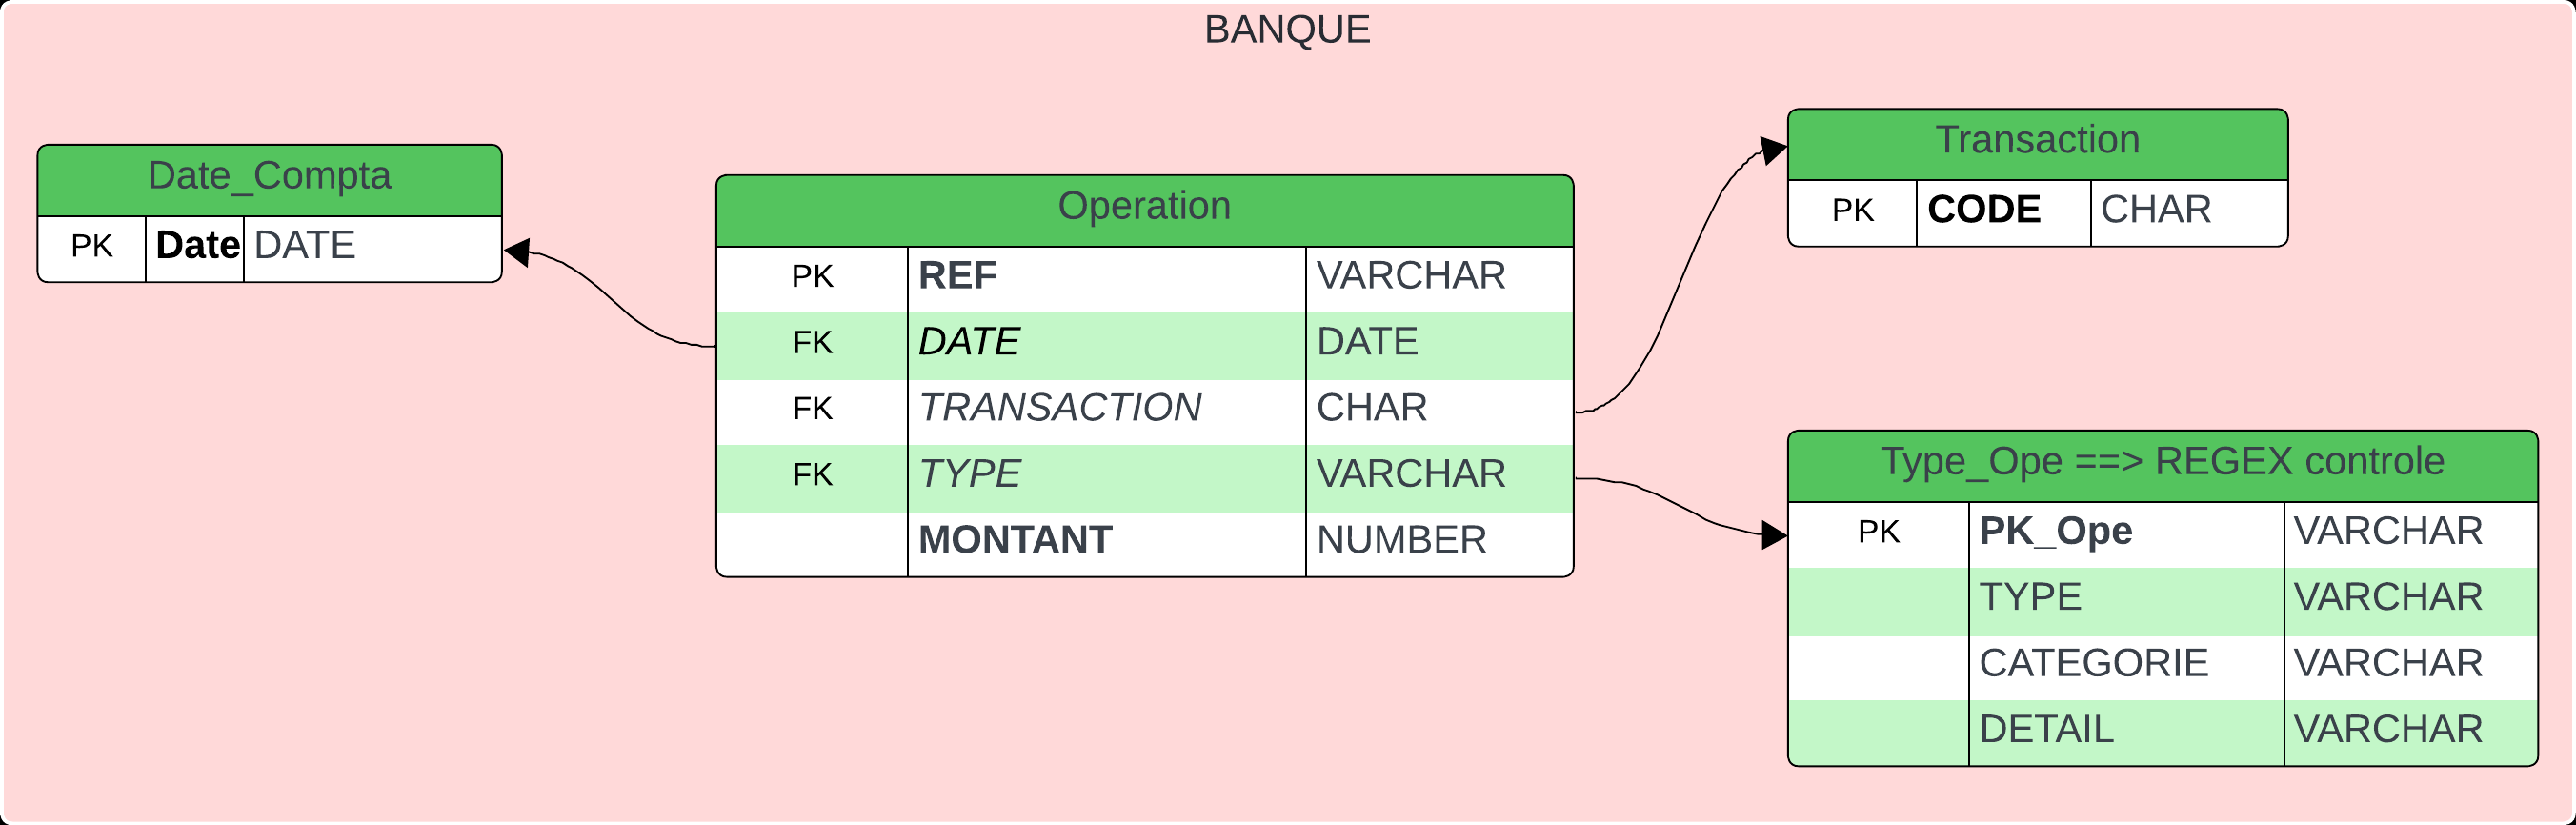 BANQUE
Date_Compta
PK Date DATE
Operation
PK REF VARCHAR
FK DATE DATE
FK TRANSACTION CHAR
FK TYPE VARCHAR
MONTANT NUMBER
Transaction
PK CODE CHAR
Type_Ope ==> REGEX controle
PK PK_Ope VARCHAR
TYPE VARCHAR
CATEGORIE VARCHAR
DETAIL VARCHAR